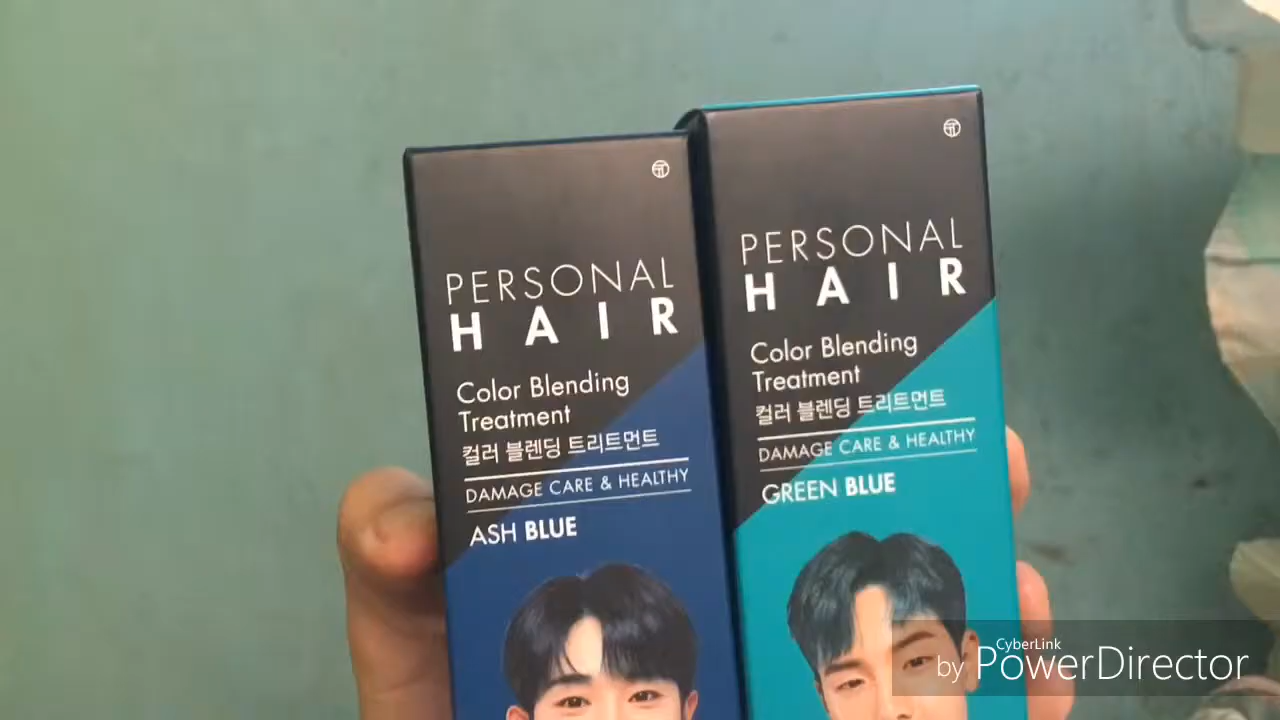 PERSONAL
HAIR
Color Blending
Treatment
컬러 블렌딩 트리트먼트
DAMAGE CARE & HEALTHY
ASH BLUE
PERSONAL
HAIR
Color Blending
Treatment
컬러 블렌딩 트리트먼트
DAMAGE CARE & HEALTHY
GREEN BLUE
CyberLink
by PowerDirector